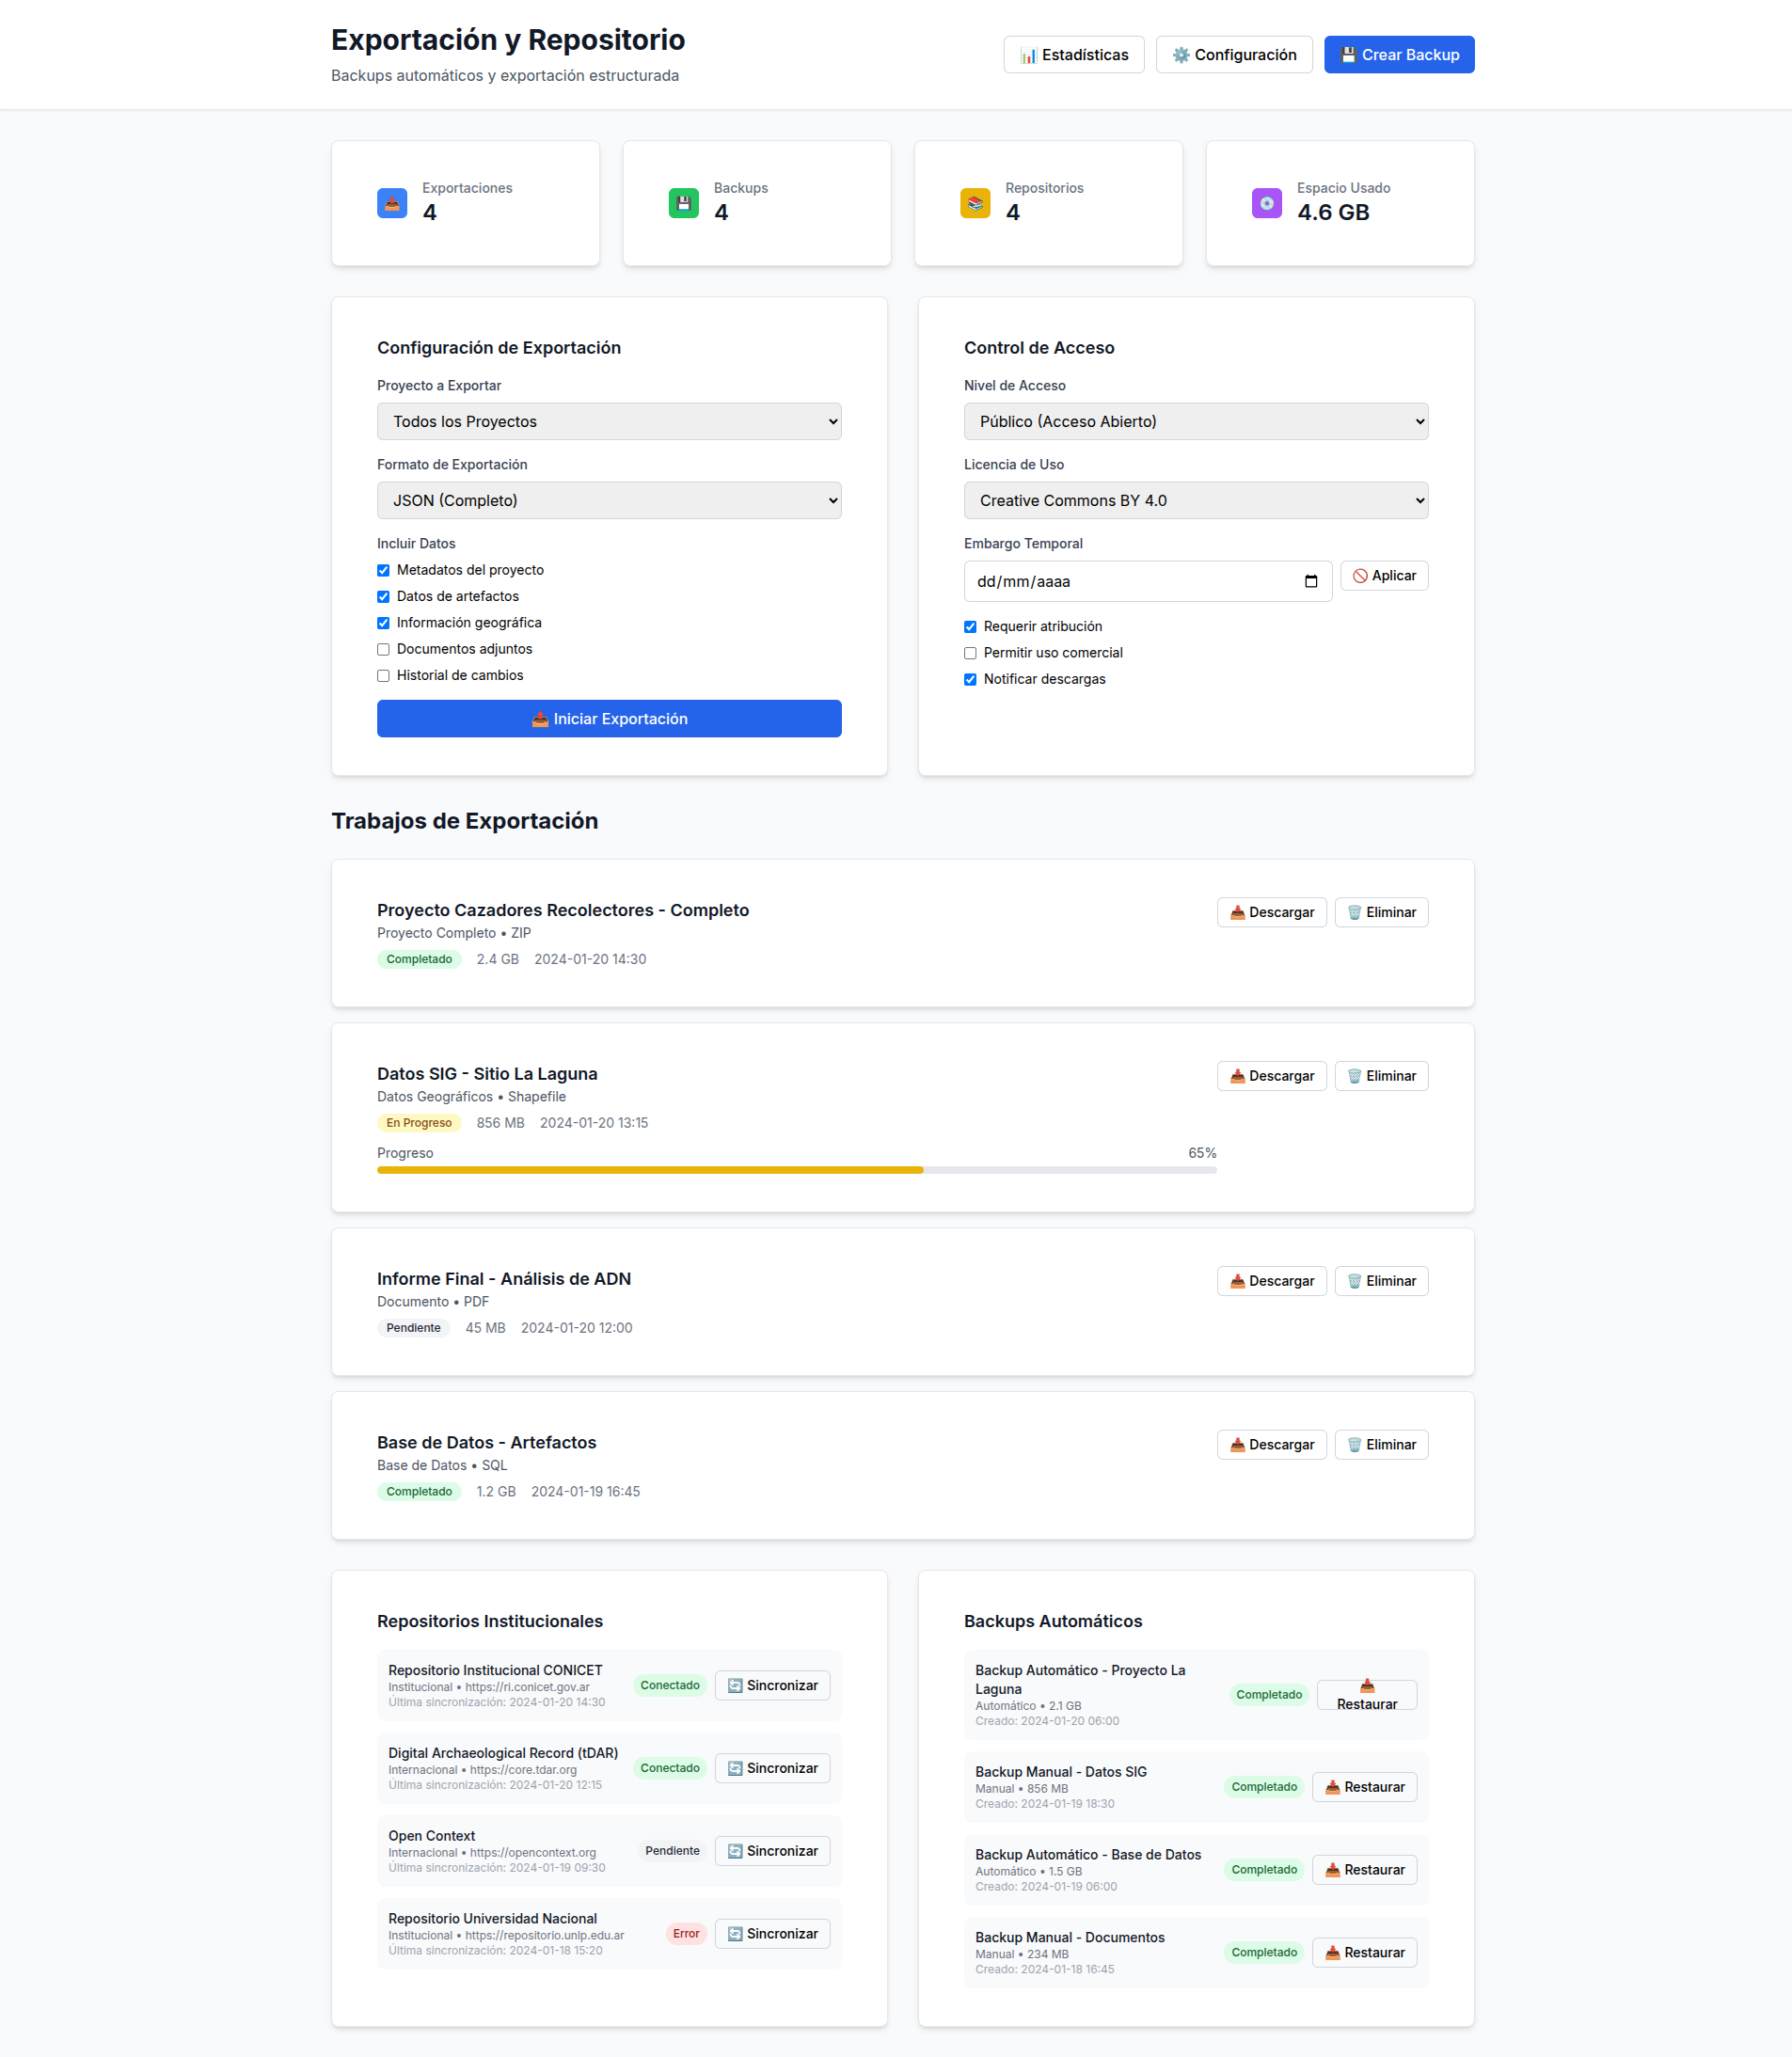 Exportación y Repositorio
Backups automáticos y exportación estructurada
📊 Estadísticas
⚙️ Configuración
💾 Crear Backup
Exportaciones
4
Backups
4
Repositorios
4
Espacio Usado
4.6 GB
Configuración de Exportación
Proyecto a Exportar
Todos los Proyectos
Formato de Exportación
JSON (Completo)
Incluir Datos
Metadatos del proyecto
Datos de artefactos
Información geográfica
Documentos adjuntos
Historial de cambios
📤 Iniciar Exportación
Control de Acceso
Nivel de Acceso
Público (Acceso Abierto)
Licencia de Uso
Creative Commons BY 4.0
Embargo Temporal
dd/mm/aaaa
🚫 Aplicar
Requerir atribución
Permitir uso comercial
Notificar descargas
Trabajos de Exportación
Proyecto Cazadores Recolectores - Completo
Proyecto Completo • ZIP
Completado 2.4 GB 2024-01-20 14:30
📥 Descargar
🗑️ Eliminar
Datos SIG - Sitio La Laguna
Datos Geográficos • Shapefile
En Progreso 856 MB 2024-01-20 13:15
Progreso 65%
📥 Descargar
🗑️ Eliminar
Informe Final - Análisis de ADN
Documento • PDF
Pendiente 45 MB 2024-01-20 12:00
📥 Descargar
🗑️ Eliminar
Base de Datos - Artefactos
Base de Datos • SQL
Completado 1.2 GB 2024-01-19 16:45
📥 Descargar
🗑️ Eliminar
Repositorios Institucionales
Repositorio Institucional CONICET
Institucional • https://ri.conicet.gov.ar
Última sincronización: 2024-01-20 14:30
Conectado
🔄 Sincronizar
Digital Archaeological Record (tDAR)
Internacional • https://core.tdar.org
Última sincronización: 2024-01-20 12:15
Conectado
🔄 Sincronizar
Open Context
Internacional • https://opencontext.org
Última sincronización: 2024-01-19 09:30
Pendiente
🔄 Sincronizar
Repositorio Universidad Nacional
Institucional • https://repositorio.unlp.edu.ar
Última sincronización: 2024-01-18 15:20
Error
🔄 Sincronizar
Backups Automáticos
Backup Automático - Proyecto La
Laguna
Automático • 2.1 GB
Creado: 2024-01-20 06:00
Completado
📥
Restaurar
Backup Manual - Datos SIG
Manual • 856 MB
Creado: 2024-01-19 18:30
Completado
📥 Restaurar
Backup Automático - Base de Datos
Automático • 1.5 GB
Creado: 2024-01-19 06:00
Completado
📥 Restaurar
Backup Manual - Documentos
Manual • 234 MB
Creado: 2024-01-18 16:45
Completado
📥 Restaurar